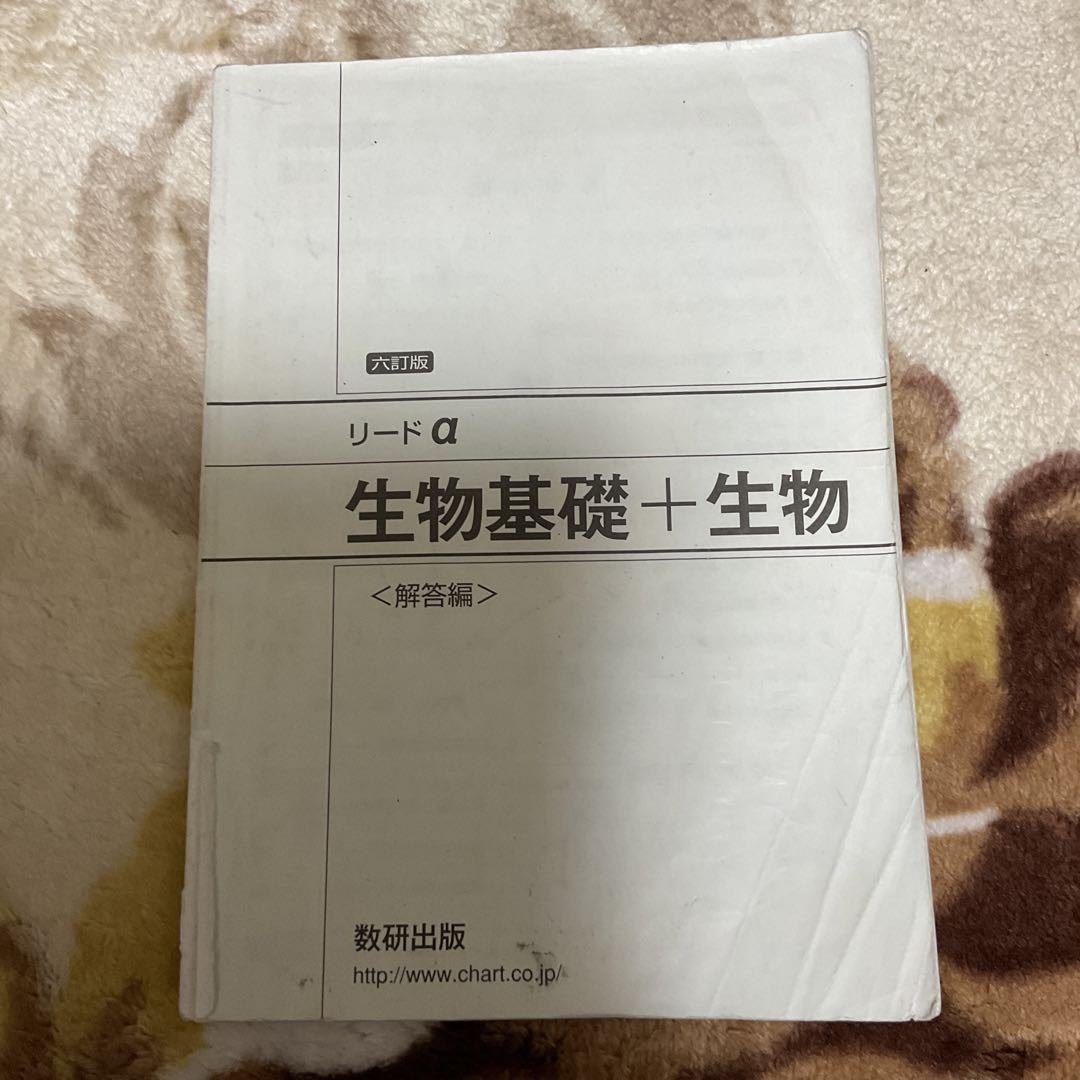 六訂版
リードα
生物基礎+生物
<解答編>
数研出版
http://www.chart.co.jp/